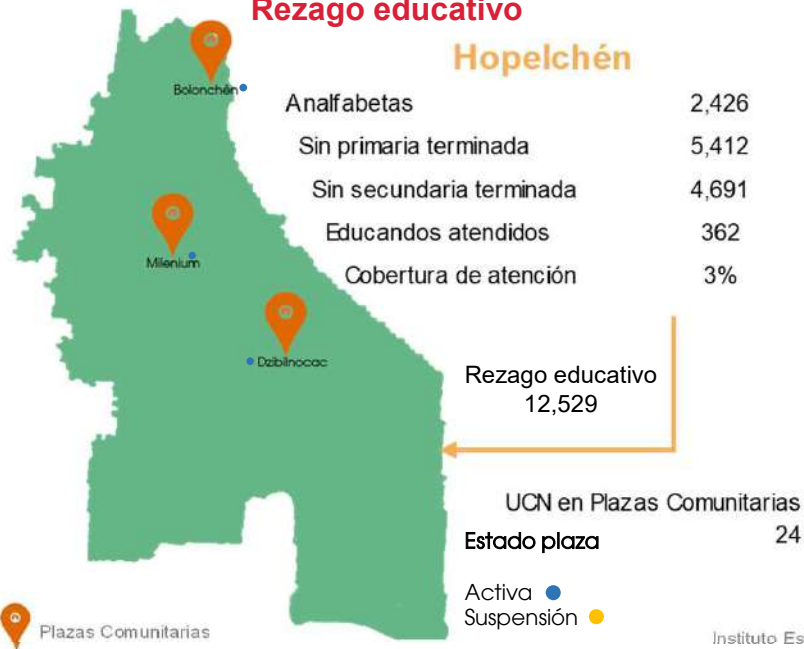 Rezago educativo
Hopelchén
Bolonchén
Analfabetas 2,426
Sin primaria terminada 5,412
Sin secundaria terminada 4,691
Educandos atendidos 362
Cobertura de atención 3%
Milenium
Dzibilnocac
Rezago educativo
12,529
UCN en Plazas Comunitarias
24
Estado plaza
Activa
Suspensión
Plazas Comunitarias
Instituto Es